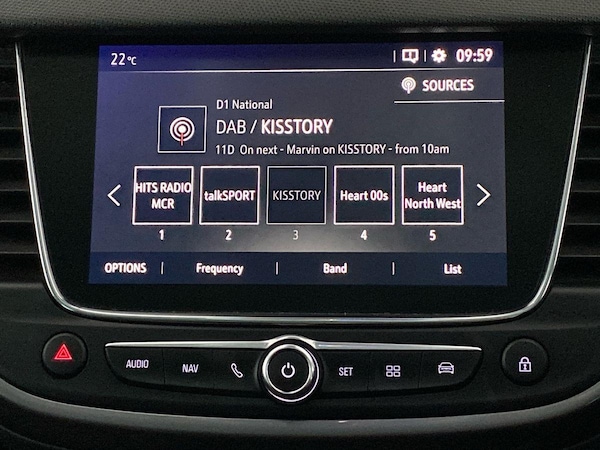 22°C 09:59
SOURCES
D1 National
DAB / KISSTORY
11D On next - Marvin on KISSTORY - from 10am
HITS RADIO MCR
talkSPORT
KISSTORY
Heart 00s
Heart North West
1 2 3 4 5
OPTIONS | Frequency | Band | List
AUDIO NAV SET